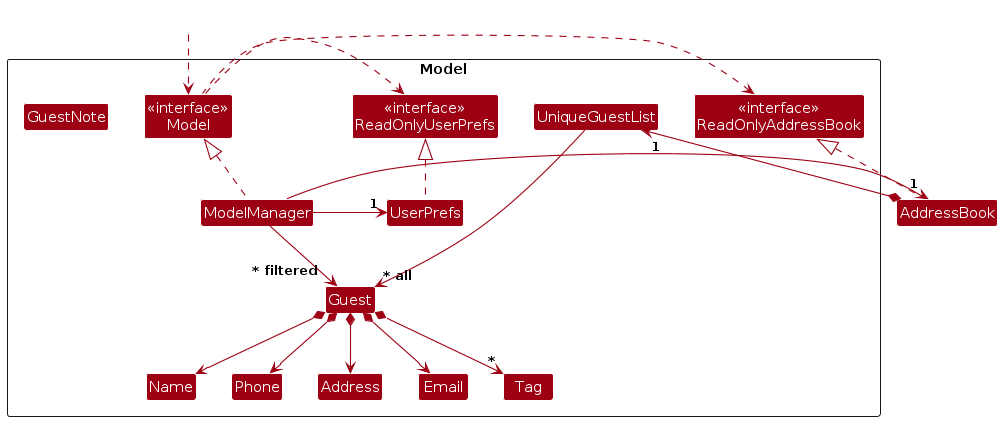 Model
GuestNote
«interface»
Model
«interface»
ReadOnlyUserPrefs
UniqueGuestList
«interface»
ReadOnlyAddressBook
1
1
ModelManager
1
UserPrefs
AddressBook
* filtered
* all
Guest
*
Name
Phone
Address
Email
Tag